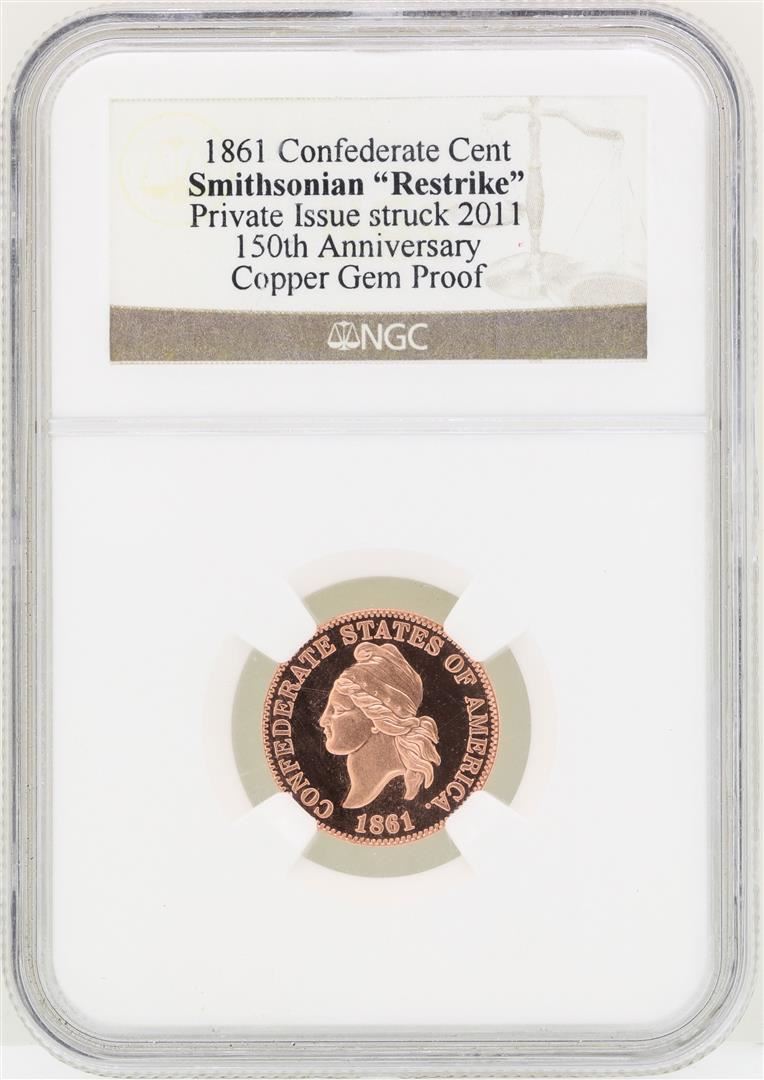 1861 Confederate Cent
Smithsonian “Restrike”
Private Issue struck 2011
150th Anniversary
Copper Gem Proof
NGC
CONFEDERATE STATES OF AMERICA.
1861